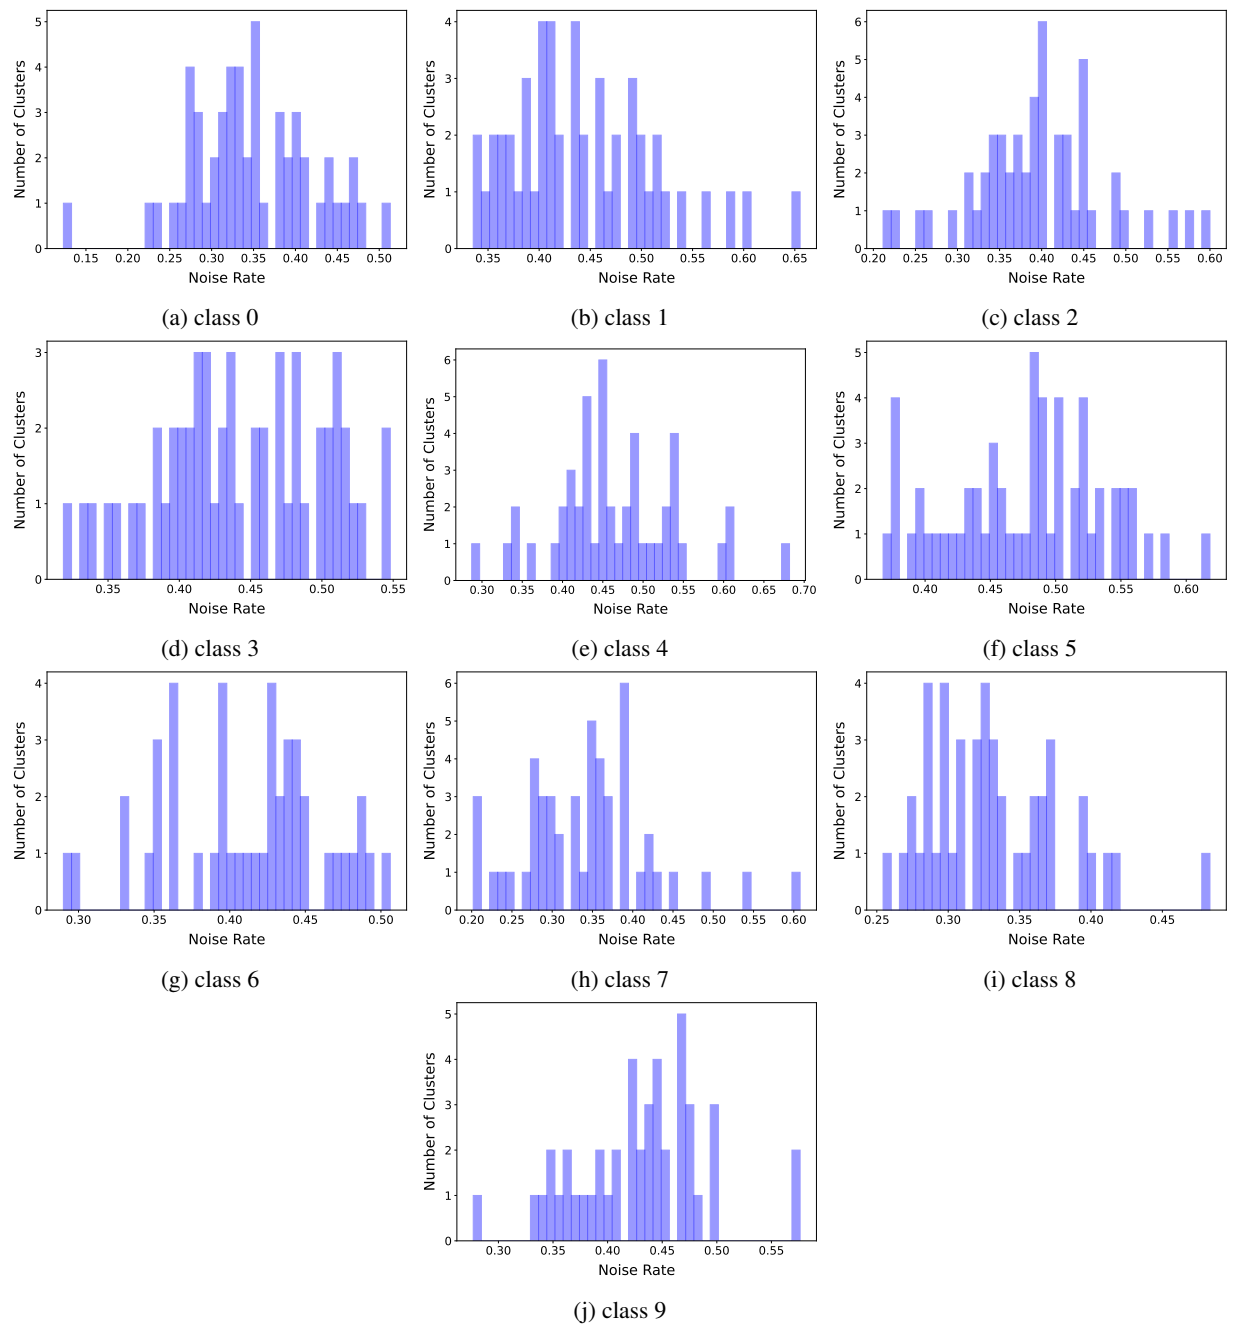 5
4
3
2
1
0
Number of Clusters
0.15 0.20 0.25 0.30 0.35 0.40 0.45 0.50
Noise Rate
(a) class 0
4
3
2
1
0
Number of Clusters
0.35 0.40 0.45 0.50 0.55 0.60 0.65
Noise Rate
(b) class 1
6
5
4
3
2
1
0
Number of Clusters
0.20 0.25 0.30 0.35 0.40 0.45 0.50 0.55 0.60
Noise Rate
(c) class 2
3
2
1
0
Number of Clusters
0.35 0.40 0.45 0.50 0.55
Noise Rate
(d) class 3
6
5
4
3
2
1
0
Number of Clusters
0.30 0.35 0.40 0.45 0.50 0.55 0.60 0.65 0.70
Noise Rate
(e) class 4
5
4
3
2
1
0
Number of Clusters
0.40 0.45 0.50 0.55 0.60
Noise Rate
(f) class 5
4
3
2
1
0
Number of Clusters
0.30 0.35 0.40 0.45 0.50
Noise Rate
(g) class 6
6
5
4
3
2
1
0
Number of Clusters
0.20 0.25 0.30 0.35 0.40 0.45 0.50 0.55 0.60
Noise Rate
(h) class 7
4
3
2
1
0
Number of Clusters
0.25 0.30 0.35 0.40 0.45
Noise Rate
(i) class 8
5
4
3
2
1
0
Number of Clusters
0.30 0.35 0.40 0.45 0.50 0.55
Noise Rate
(j) class 9